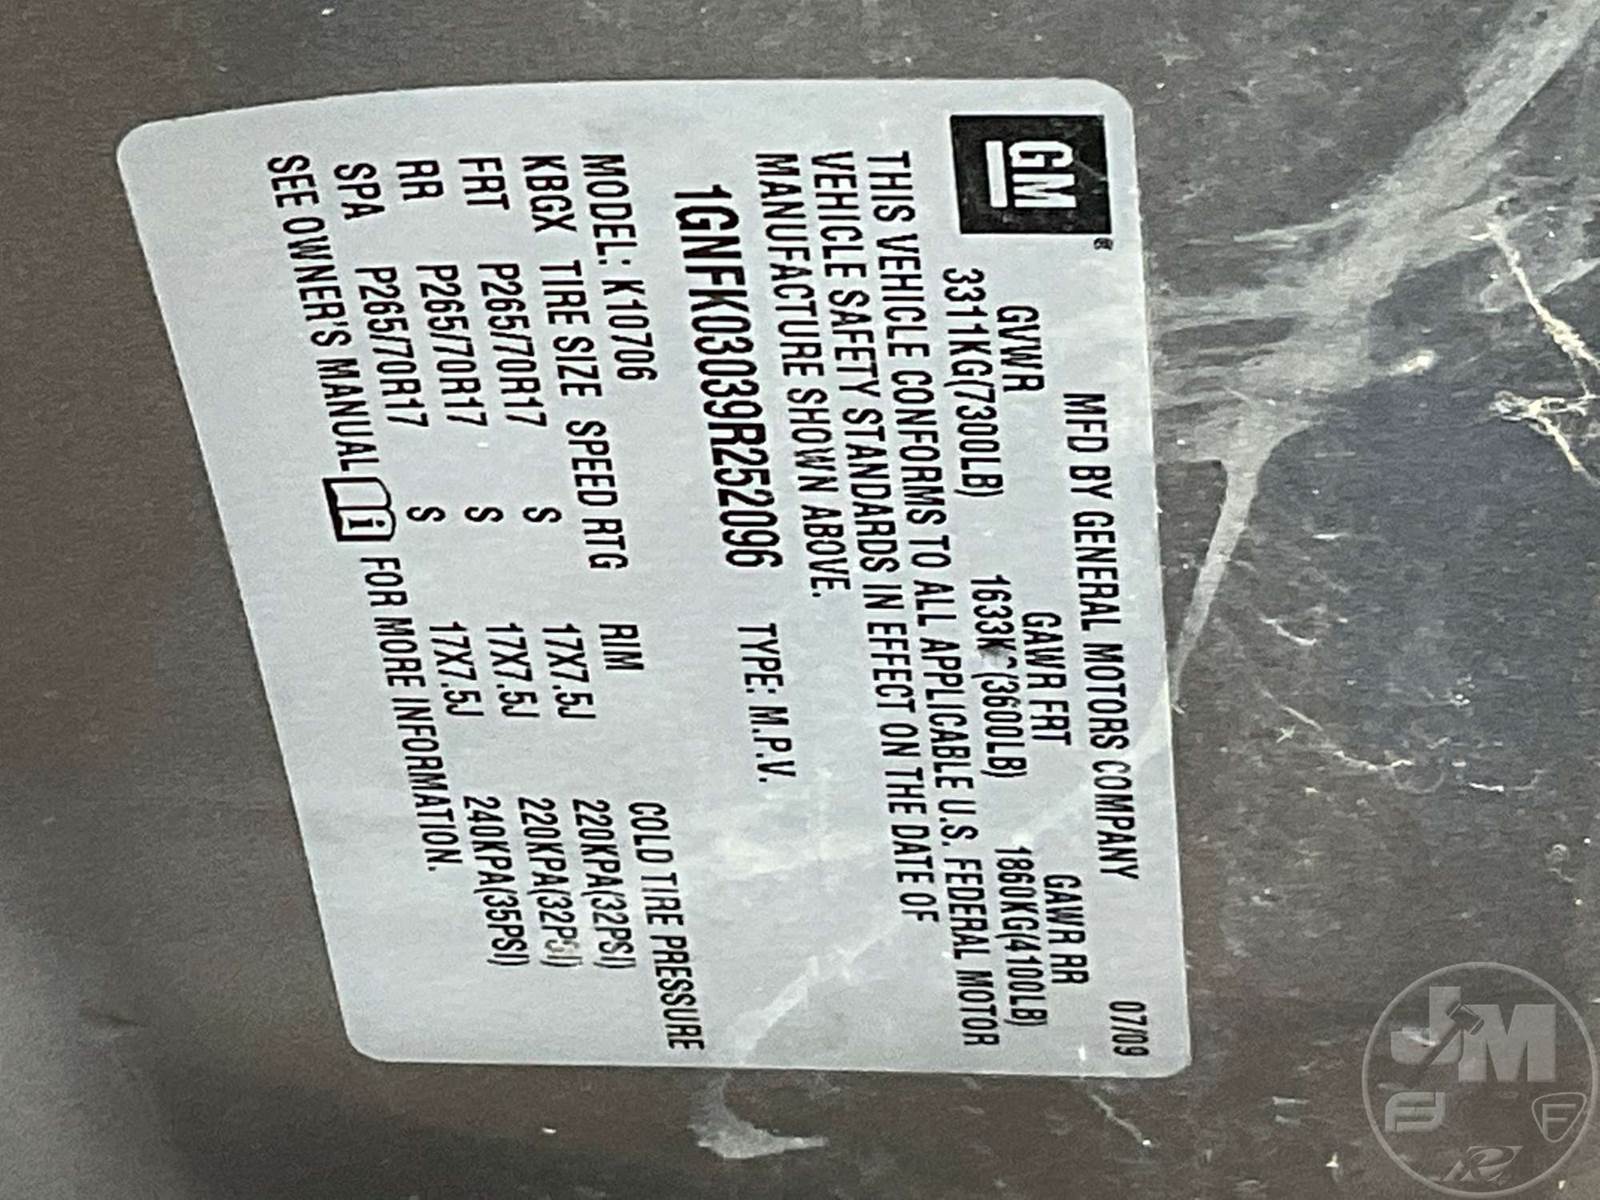 GM®
MFD BY GENERAL MOTORS COMPANY 07/09
GVWR GAWR FRT GAWR RR
3311KG(7300LB) 1633KG(3600LB) 1860KG(4100LB)
THIS VEHICLE CONFORMS TO ALL APPLICABLE U.S. FEDERAL MOTOR
VEHICLE SAFETY STANDARDS IN EFFECT ON THE DATE OF
MANUFACTURE SHOWN ABOVE.
1GNFK03039R252096 TYPE: M.P.V.
MODEL: K10706
KBGX TIRE SIZE SPEED RTG RIM COLD TIRE PRESSURE
FRT P265/70R17 S 17X7.5J 220KPA(32PSI)
RR P265/70R17 S 17X7.5J 220KPA(32PSI)
SPA P265/70R17 S 17X7.5J 240KPA(35PSI)
SEE OWNER'S MANUAL i FOR MORE INFORMATION.
JM
FJ F
R